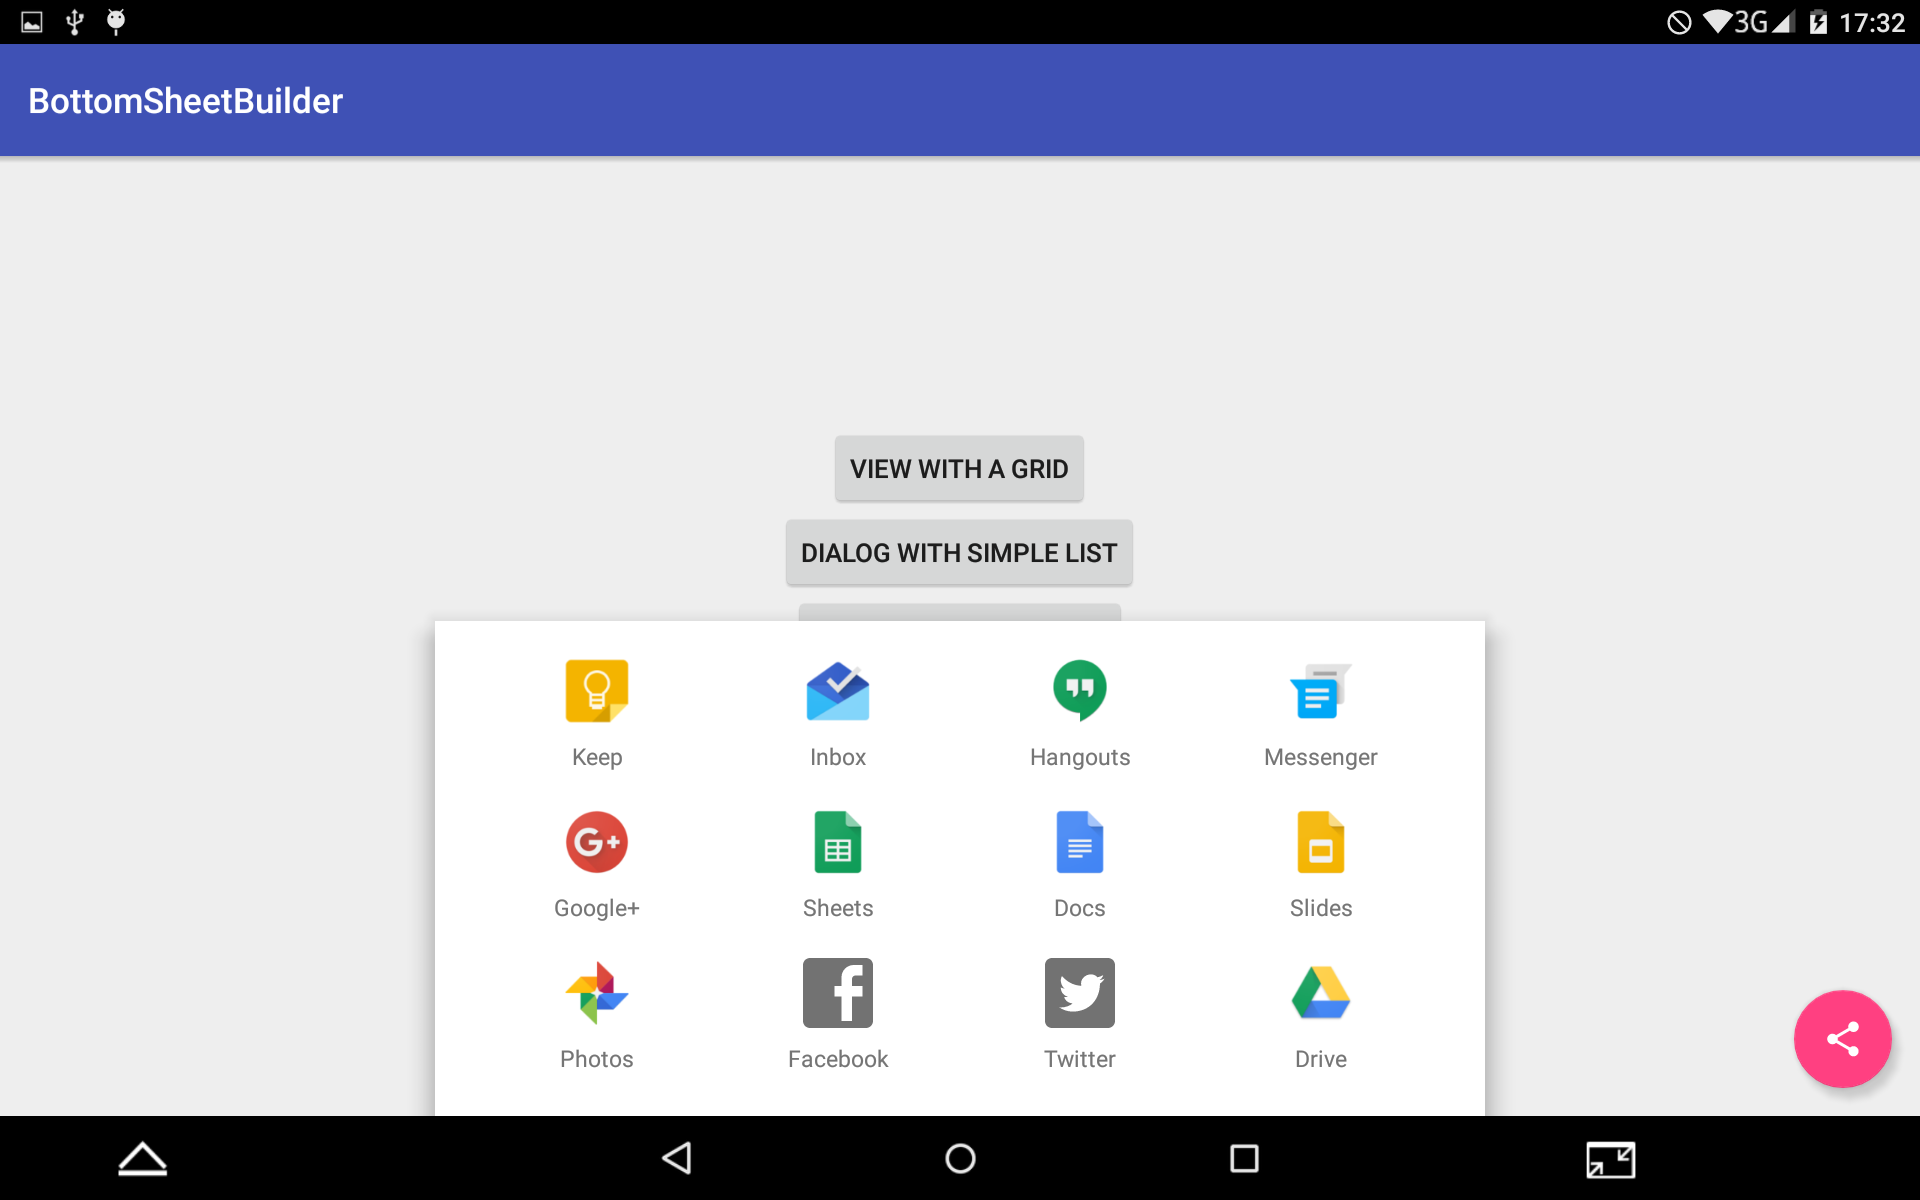 3G 17:32
BottomSheetBuilder
VIEW WITH A GRID
DIALOG WITH SIMPLE LIST
Keep Inbox Hangouts Messenger
G+
Google+ Sheets Docs Slides
f
Photos Facebook Twitter Drive